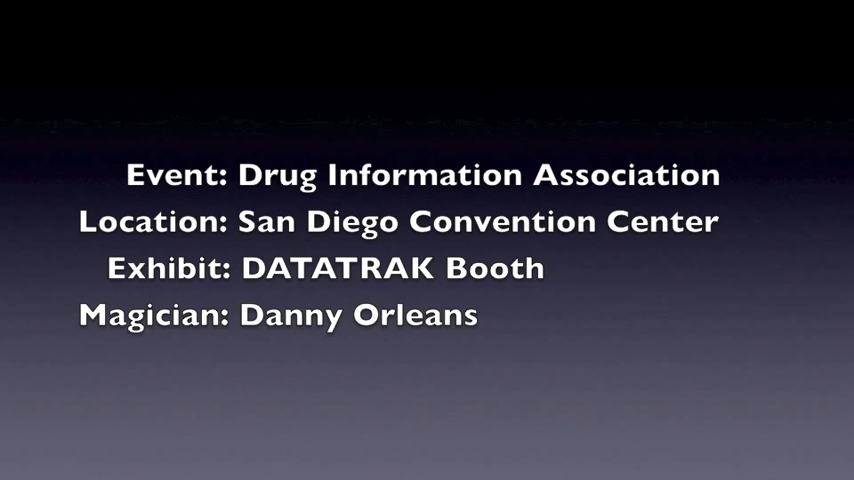 Event: Drug Information Association
Location: San Diego Convention Center
Exhibit: DATATRAK Booth
Magician: Danny Orleans